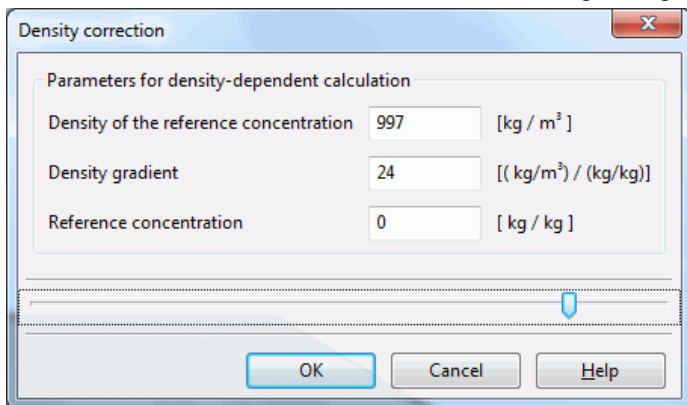 Density correction
Parameters for density-dependent calculation
Density of the reference concentration 997 [kg / m³ ]
Density gradient 24 [( kg/m³) / (kg/kg)]
Reference concentration 0 [ kg / kg ]
OK Cancel Help